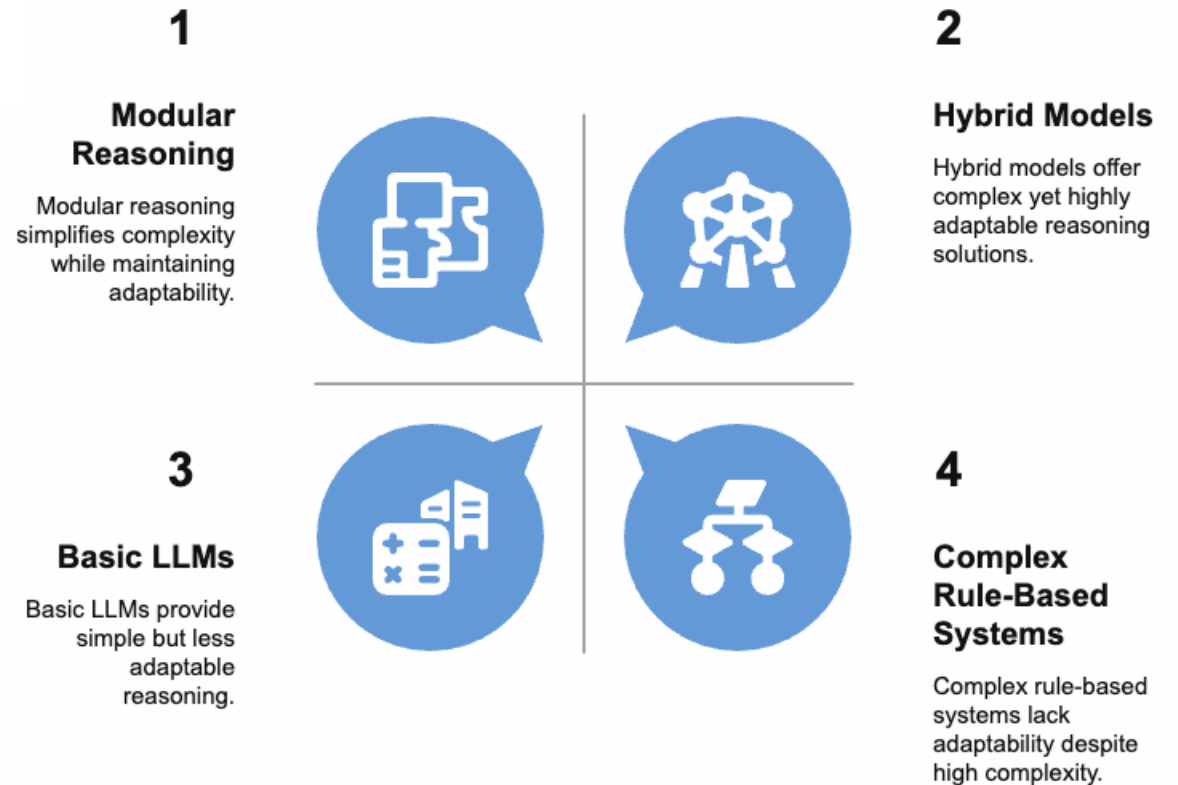 1
Modular
Reasoning
Modular reasoning
simplifies complexity
while maintaining
adaptability.
2
Hybrid Models
Hybrid models offer
complex yet highly
adaptable reasoning
solutions.
3
Basic LLMs
Basic LLMs provide
simple but less
adaptable
reasoning.
4
Complex
Rule-Based
Systems
Complex rule-based
systems lack
adaptability despite
high complexity.